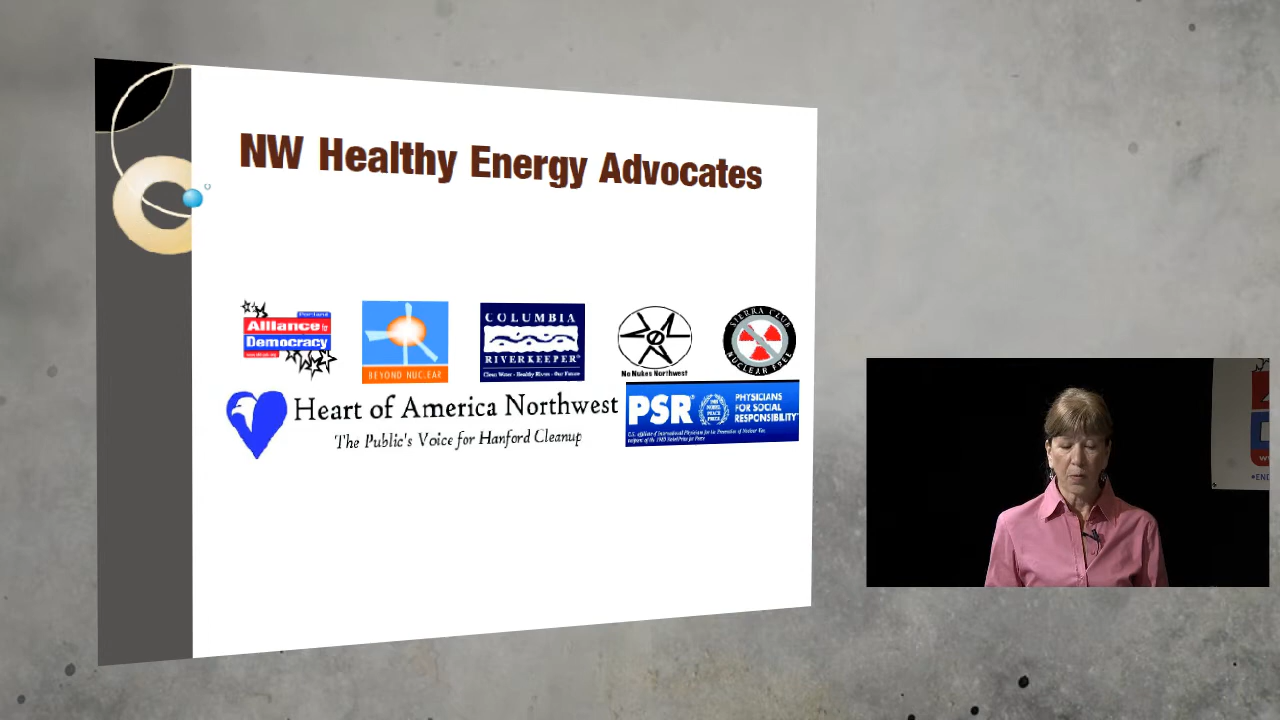 NW Healthy Energy Advocates
Portland
Alliance for
Democracy
BEYOND NUCLEAR
COLUMBIA
RIVERKEEPER®
Clean Water • Healthy Rivers • Our Future
No Nukes Northwest
SIERRA CLUB
NUCLEAR FREE
Heart of America Northwest
The Public's Voice for Hanford Cleanup
PSR®
PHYSICIANS
FOR SOCIAL
RESPONSIBILITY